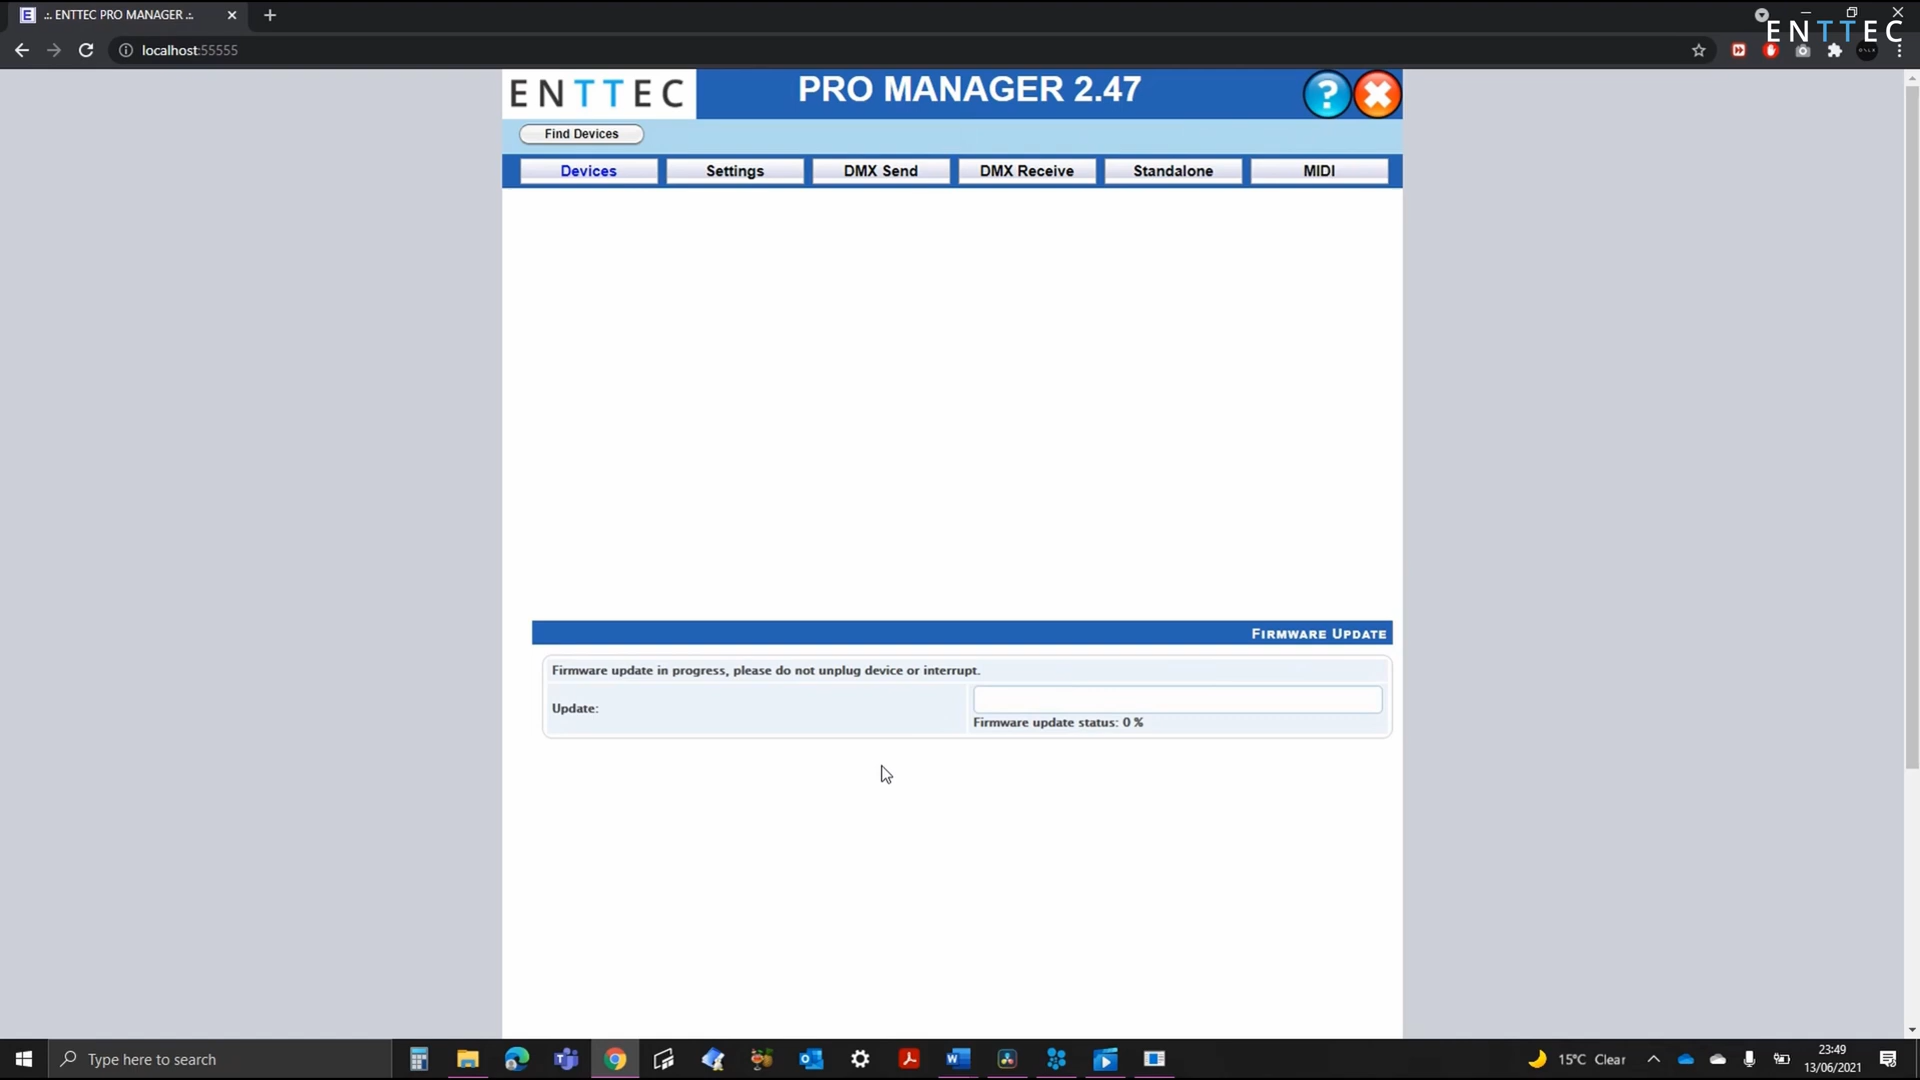 .:. ENTTEC PRO MANAGER .:.
ENTTEC
localhost:55555
ENTTEC
PRO MANAGER 2.47
?
Find Devices
Devices
Settings
DMX Send
DMX Receive
Standalone
MIDI
FIRMWARE UPDATE
Firmware update in progress, please do not unplug device or interrupt.
Update:
Firmware update status: 0 %
Type here to search
15°C Clear
23:49
13/06/2021